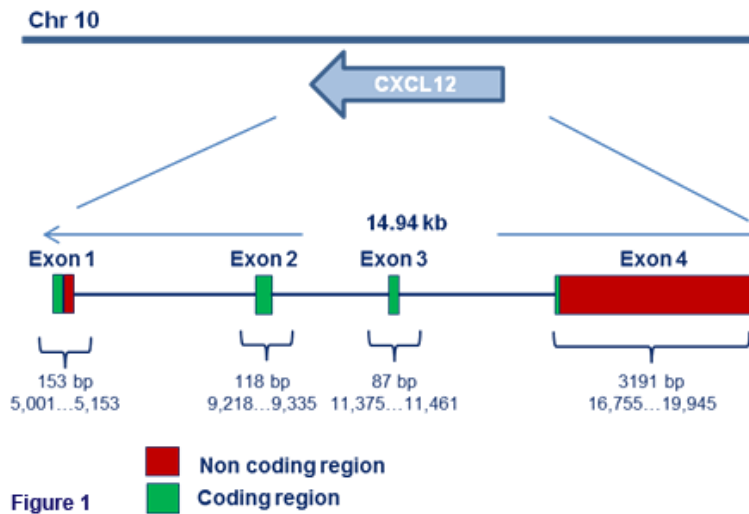 Chr 10
CXCL12
14.94 kb
Exon 1 Exon 2 Exon 3 Exon 4
153 bp 118 bp 87 bp 3191 bp
5,001...5,153 9,218...9,335 11,375...11,461 16,755...19,945
Non coding region
Coding region
Figure 1